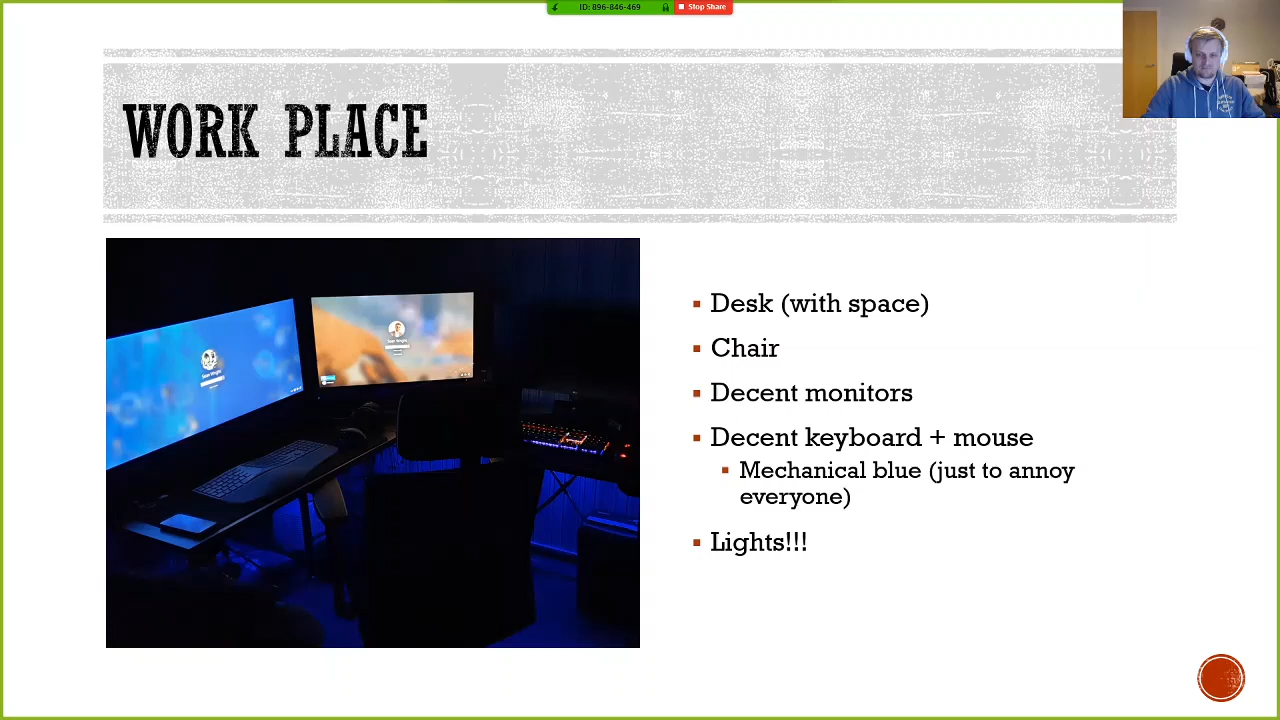 ID: 896-846-469
Stop Share
WORK PLACE
Desk (with space)
Chair
Decent monitors
Decent keyboard + mouse
Mechanical blue (just to annoy
everyone)
Lights!!!